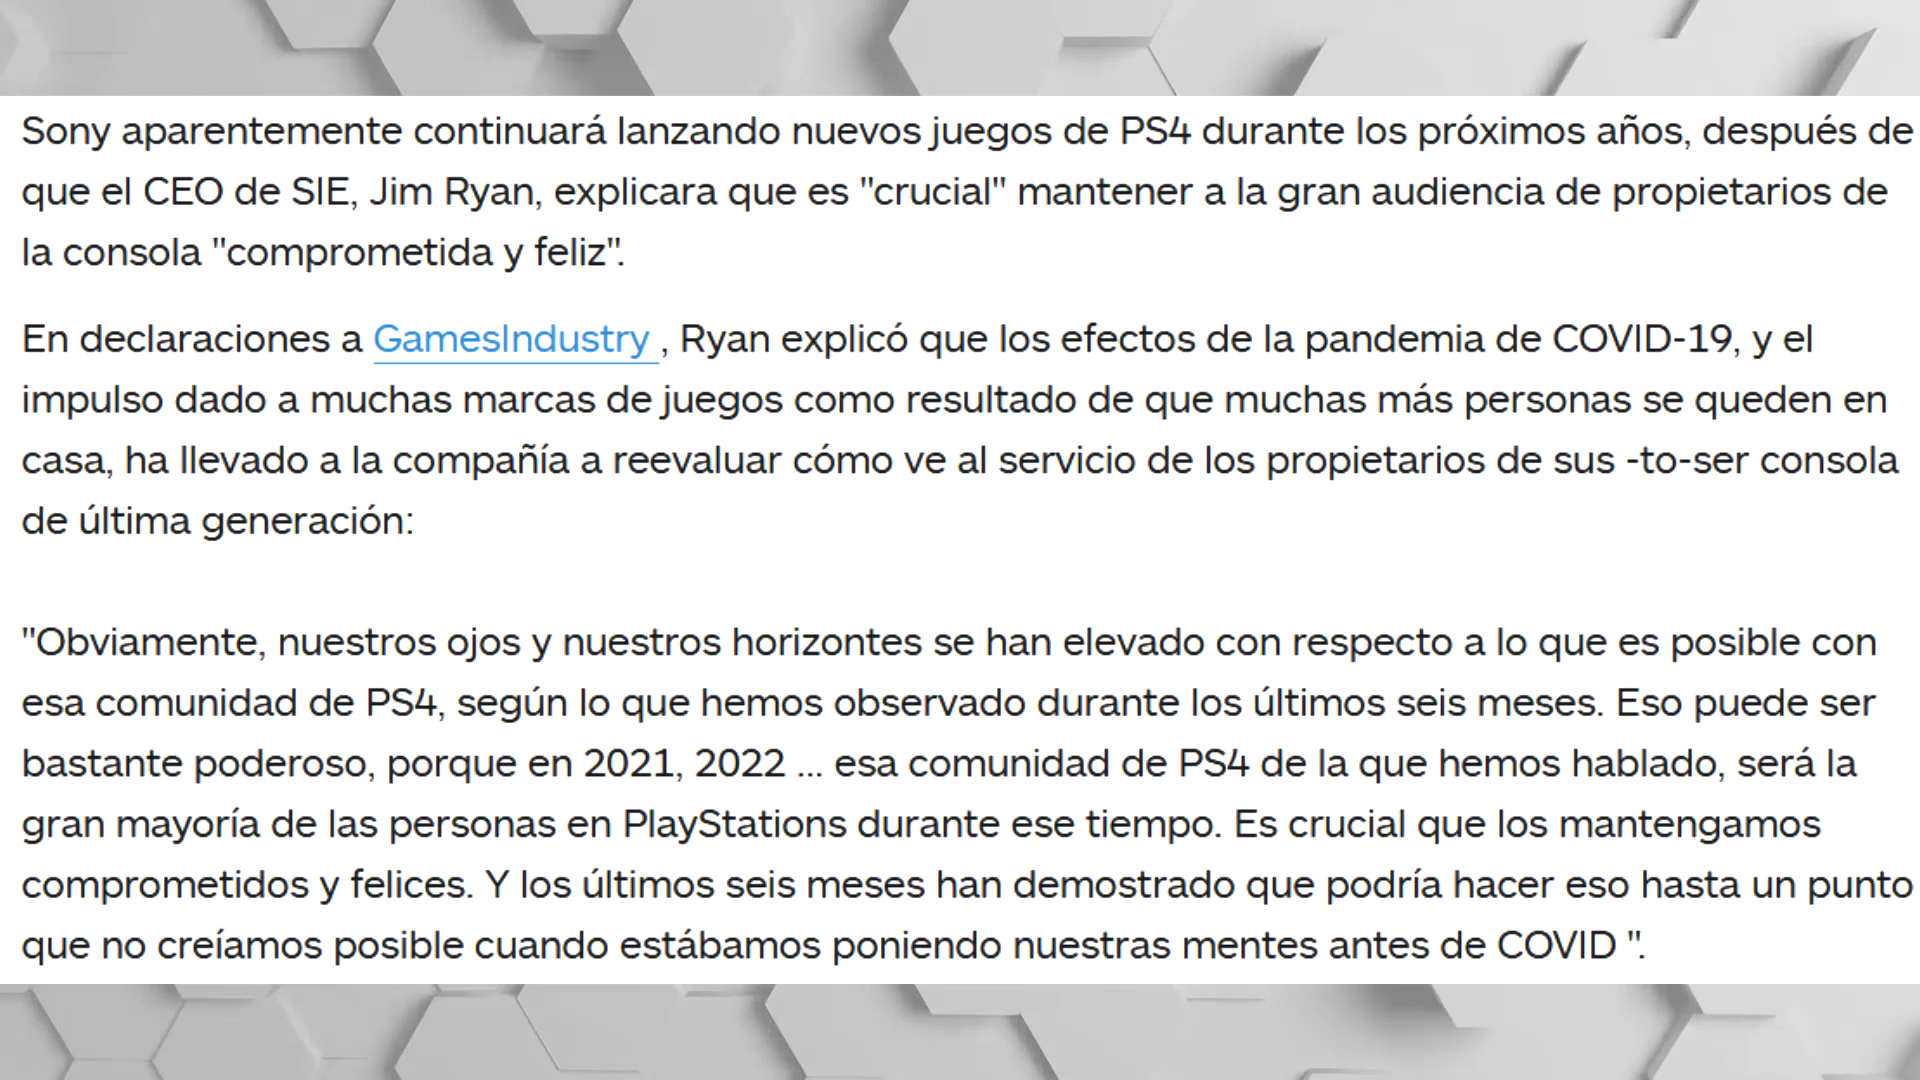 Sony aparentemente continuará lanzando nuevos juegos de PS4 durante los próximos años, después de
que el CEO de SIE, Jim Ryan, explicara que es "crucial" mantener a la gran audiencia de propietarios de
la consola "comprometida y feliz".
En declaraciones a GamesIndustry , Ryan explicó que los efectos de la pandemia de COVID-19, y el
impulso dado a muchas marcas de juegos como resultado de que muchas más personas se queden en
casa, ha llevado a la compañía a reevaluar cómo ve al servicio de los propietarios de sus -to-ser consola
de última generación:
"Obviamente, nuestros ojos y nuestros horizontes se han elevado con respecto a lo que es posible con
esa comunidad de PS4, según lo que hemos observado durante los últimos seis meses. Eso puede ser
bastante poderoso, porque en 2021, 2022 ... esa comunidad de PS4 de la que hemos hablado, será la
gran mayoría de las personas en PlayStations durante ese tiempo. Es crucial que los mantengamos
comprometidos y felices. Y los últimos seis meses han demostrado que podría hacer eso hasta un punto
que no creíamos posible cuando estábamos poniendo nuestras mentes antes de COVID ".